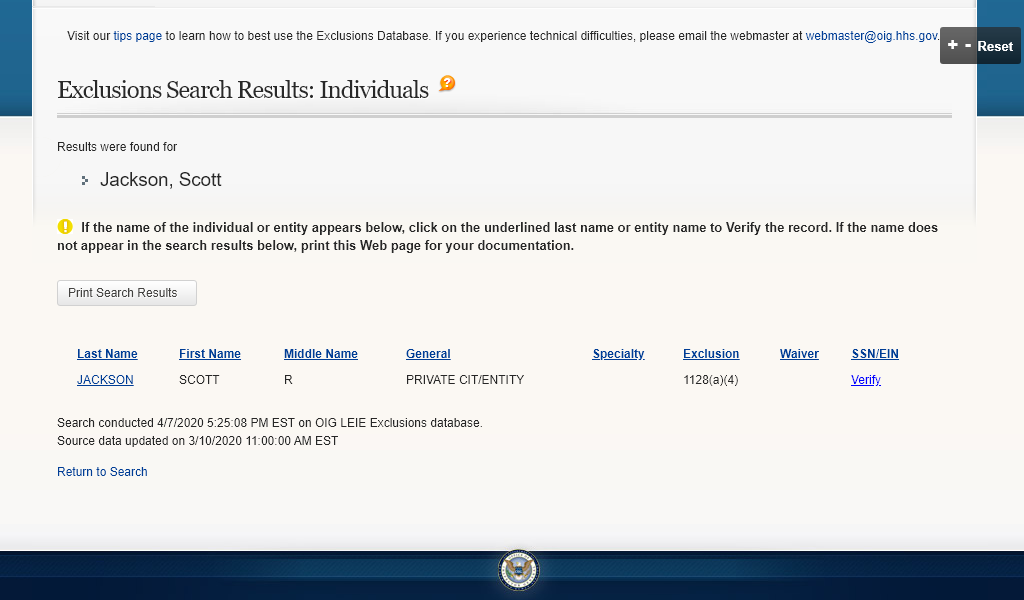 Visit our tips page to learn how to best use the Exclusions Database. If you experience technical difficulties, please email the webmaster at webmaster@oig.hhs.gov.
+ - Reset
Exclusions Search Results: Individuals
Results were found for
Jackson, Scott
If the name of the individual or entity appears below, click on the underlined last name or entity name to Verify the record. If the name does
not appear in the search results below, print this Web page for your documentation.
Print Search Results
Last Name First Name Middle Name General Specialty Exclusion Waiver SSN/EIN
JACKSON SCOTT R PRIVATE CIT/ENTITY 1128(a)(4) Verify
Search conducted 4/7/2020 5:25:08 PM EST on OIG LEIE Exclusions database.
Source data updated on 3/10/2020 11:00:00 AM EST
Return to Search